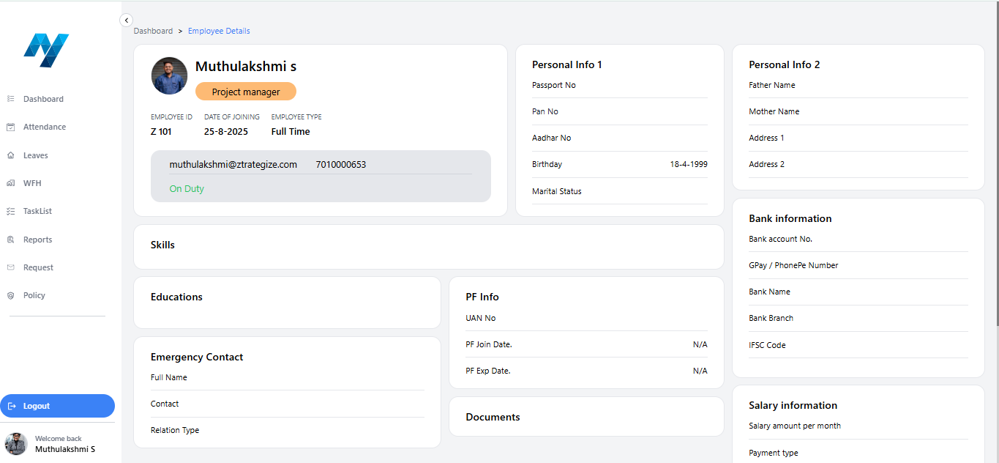 Dashboard > Employee Details
Dashboard
Attendance
Leaves
WFH
TaskList
Reports
Request
Policy
Logout
Welcome back
Muthulakshmi S
Muthulakshmi s
Project manager
EMPLOYEE ID DATE OF JOINING EMPLOYEE TYPE
Z 101 25-8-2025 Full Time
muthulakshmi@ztrategize.com 7010000653
On Duty
Personal Info 1
Passport No
Pan No
Aadhar No
Birthday 18-4-1999
Marital Status
Personal Info 2
Father Name
Mother Name
Address 1
Address 2
Skills
Educations
Emergency Contact
Full Name
Contact
Relation Type
PF Info
UAN No
PF Join Date. N/A
PF Exp Date. N/A
Documents
Bank information
Bank account No.
GPay / PhonePe Number
Bank Name
Bank Branch
IFSC Code
Salary information
Salary amount per month
Payment type